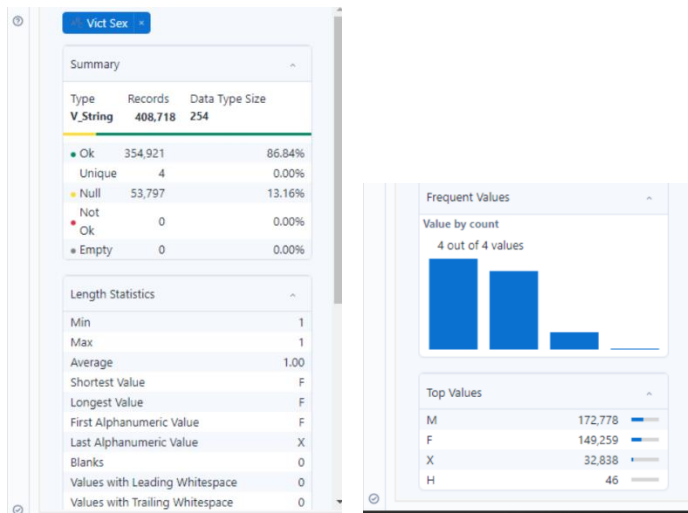 Vict Sex ×
Summary
Type Records Data Type Size
V_String 408,718 254
Ok 354,921 86.84%
Unique 4 0.00%
Null 53,797 13.16%
Not
Ok 0 0.00%
Empty 0 0.00%
Length Statistics
Min 1
Max 1
Average 1.00
Shortest Value F
Longest Value F
First Alphanumeric Value F
Last Alphanumeric Value X
Blanks 0
Values with Leading Whitespace 0
Values with Trailing Whitespace 0
Frequent Values
Value by count
4 out of 4 values
Top Values
M 172,778
F 149,259
X 32,838
H 46